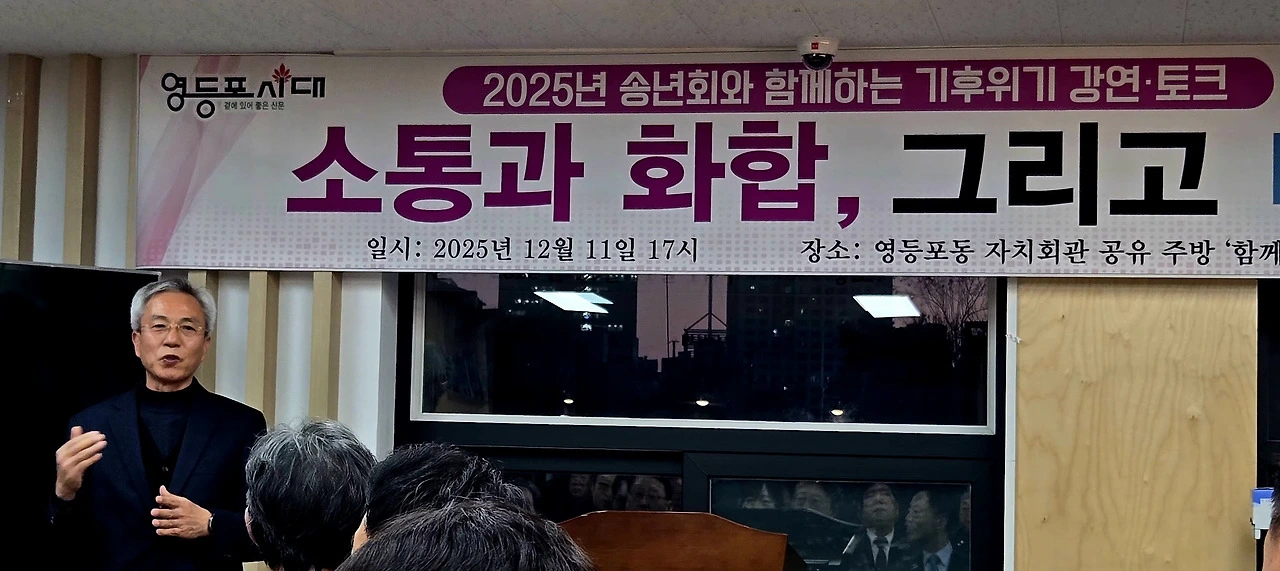 영등포시대
곁에 있어 좋은 신문
2025년 송년회와 함께하는 기후위기 강연·토크
소통과 화합, 그리고
일시: 2025년 12월 11일 17시
장소: 영등포동 자치회관 공유 주방 ‘함께